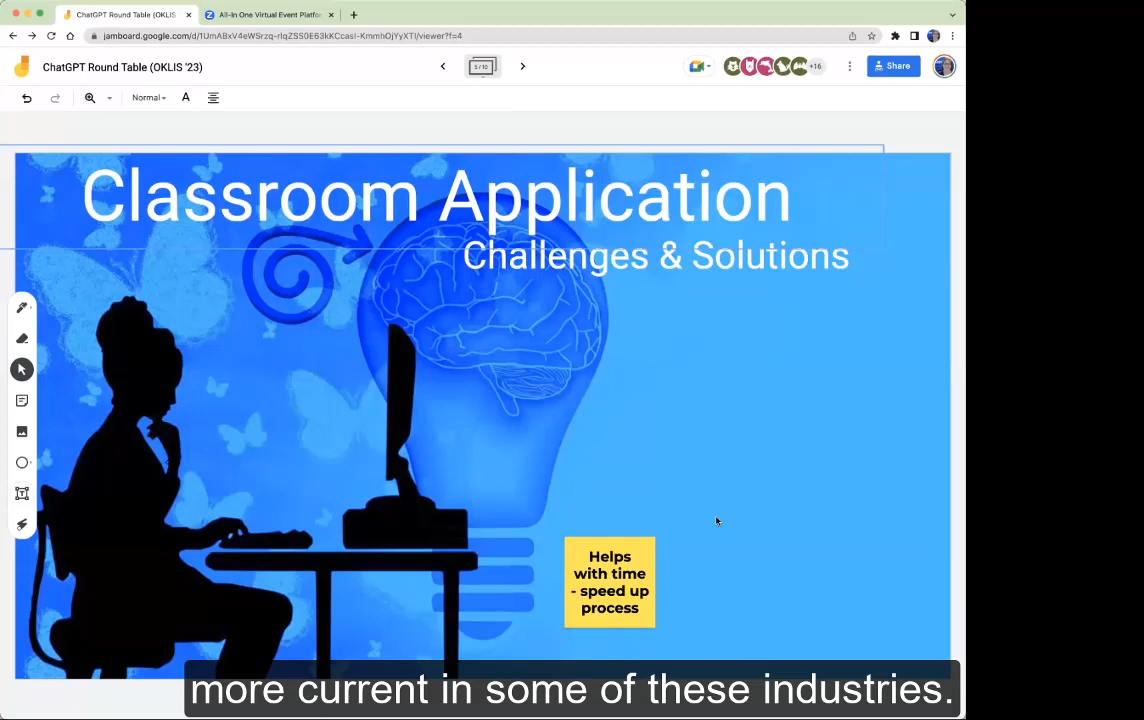 ChatGPT Round Table (OKLIS '23)
All-In One Virtual Event Platfor
jamboard.google.com/d/1UmABxV4eWSrzq-rIqZSS0E63kKCcasI-KmmhOjYyXTI/viewer?f=4
ChatGPT Round Table (OKLIS '23)
5 / 10
+16
Share
Normal
A
Classroom Application
Challenges & Solutions
Helps
with time
- speed up
process
more current in some of these industries.